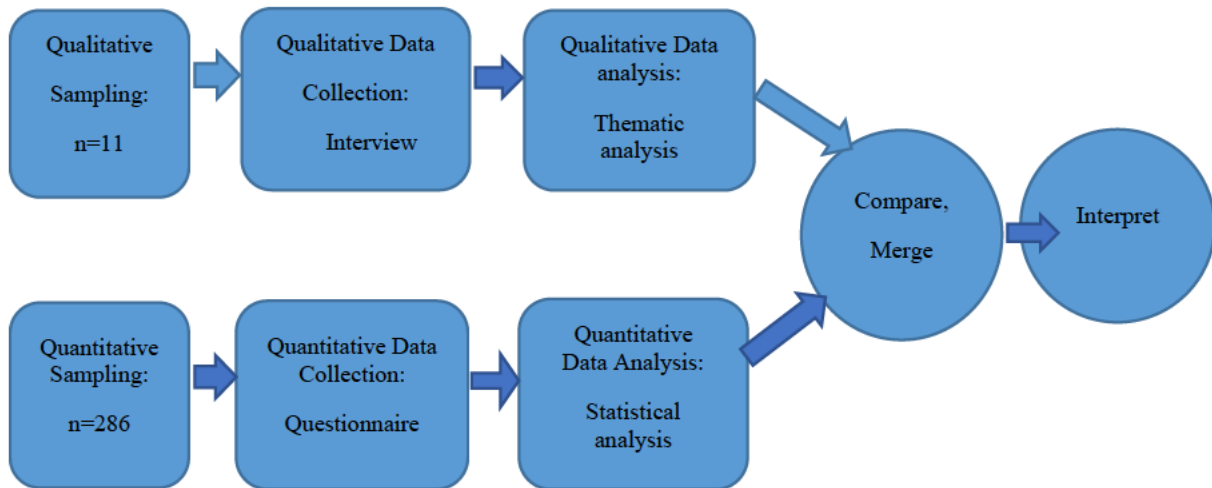 Qualitative
Sampling:
n=11
Qualitative Data
Collection:
Interview
Qualitative Data
analysis:
Thematic
analysis
Compare,
Merge
Interpret
Quantitative
Sampling:
n=286
Quantitative Data
Collection:
Questionnaire
Quantitative
Data Analysis:
Statistical
analysis